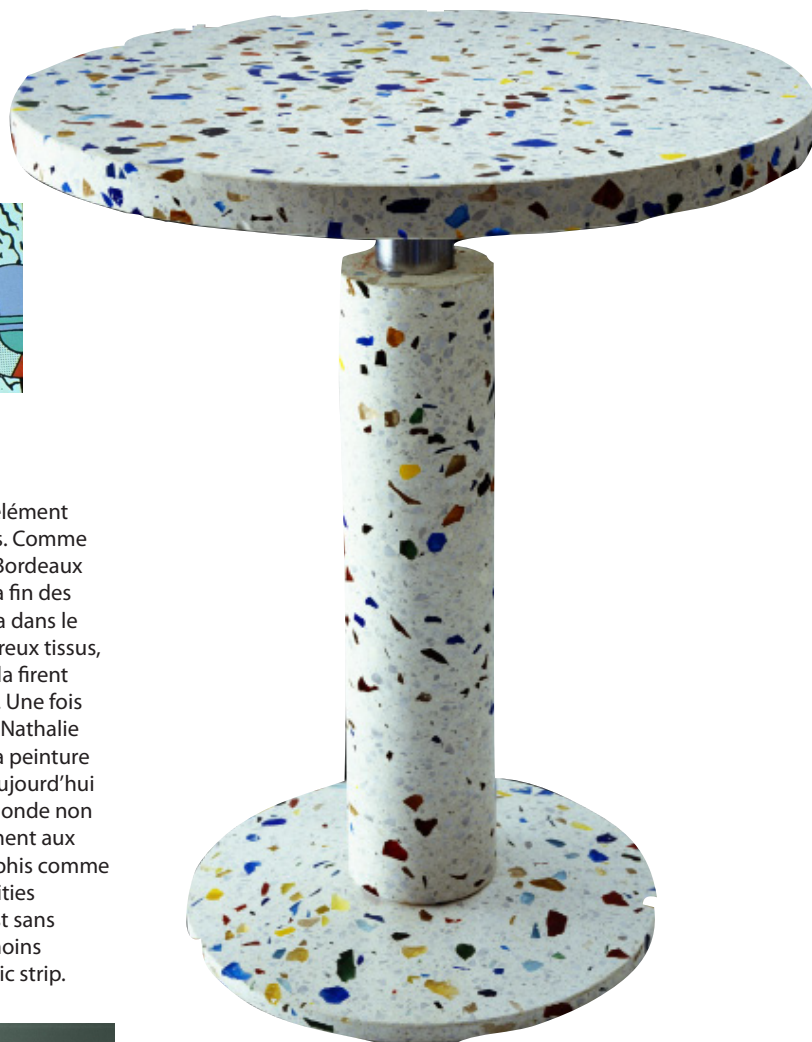 élément
s. Comme
Bordeaux
a fin des
a dans le
reux tissus,
la firent
. Une fois
Nathalie
a peinture
ujourd’hui
onde non
ment aux
phis comme
ities
st sans
noins
ic strip.